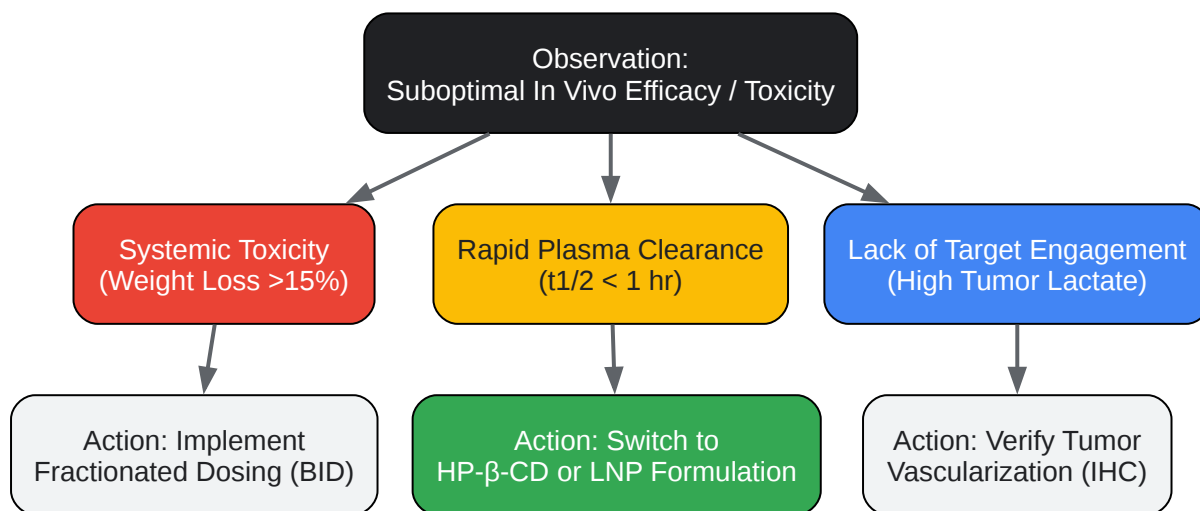 Observation:
Suboptimal In Vivo Efficacy / Toxicity
Systemic Toxicity
(Weight Loss >15%)
Rapid Plasma Clearance
(t1/2 < 1 hr)
Lack of Target Engagement
(High Tumor Lactate)
Action: Implement
Fractionated Dosing (BID)
Action: Switch to
HP-β-CD or LNP Formulation
Action: Verify Tumor
Vascularization (IHC)